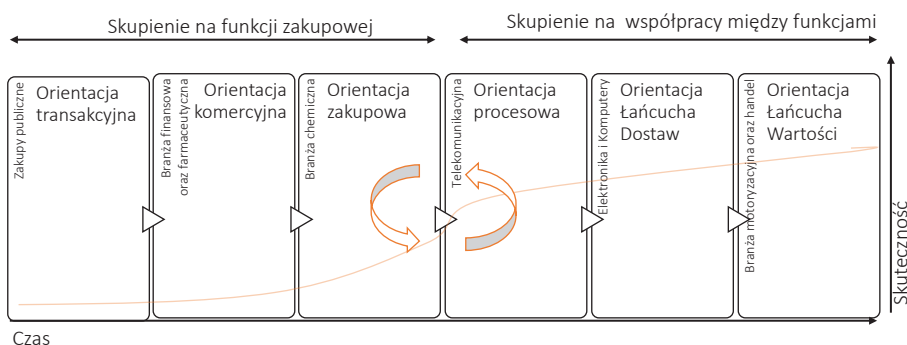 Skupienie na funkcji zakupowej
Skupienie na współpracy między funkcjami
Zakupy publiczne
Orientacja
transakcyjna
Branża finansowa
oraz farmaceutyczna
Orientacja
komercyjna
Branża chemiczna
Orientacja
zakupowa
Telekomunikacyjna
Orientacja
procesowa
Elektronika i Komputery
Orientacja
Łańcucha
Dostaw
Branża motoryzacyjna oraz handel
Orientacja
Łańcucha
Wartości
Skuteczność
Czas